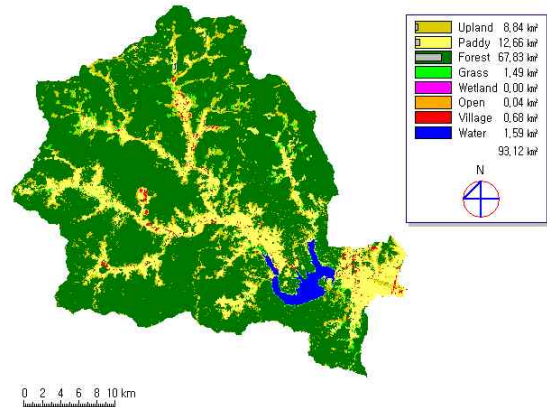 Upland 8,84 km²
Paddy 12,66 km²
Forest 67,83 km²
Grass 1,49 km²
Wetland 0,00 km²
Open 0,04 km²
Village 0,68 km²
Water 1,59 km²
93,12 km²
N
0 2 4 6 8 10 km